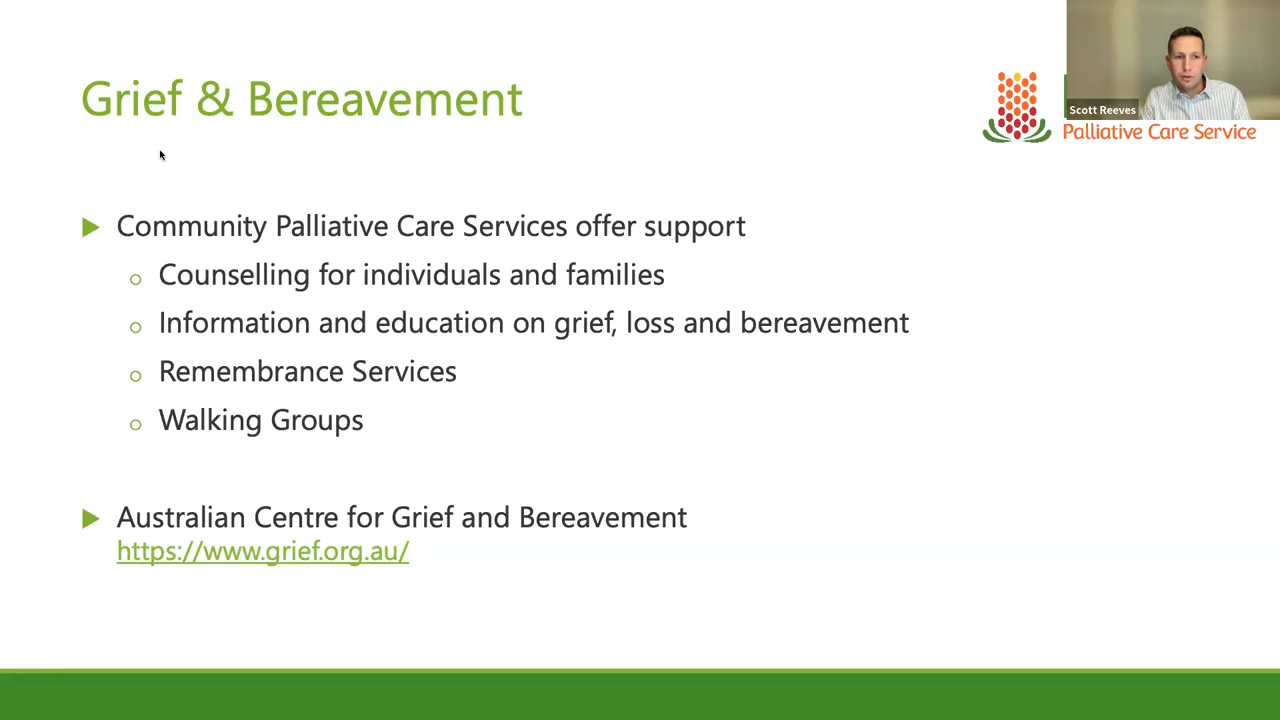 Grief & Bereavement
Scott Reeves
Palliative Care Service
Community Palliative Care Services offer support
Counselling for individuals and families
Information and education on grief, loss and bereavement
Remembrance Services
Walking Groups
Australian Centre for Grief and Bereavement
https://www.grief.org.au/